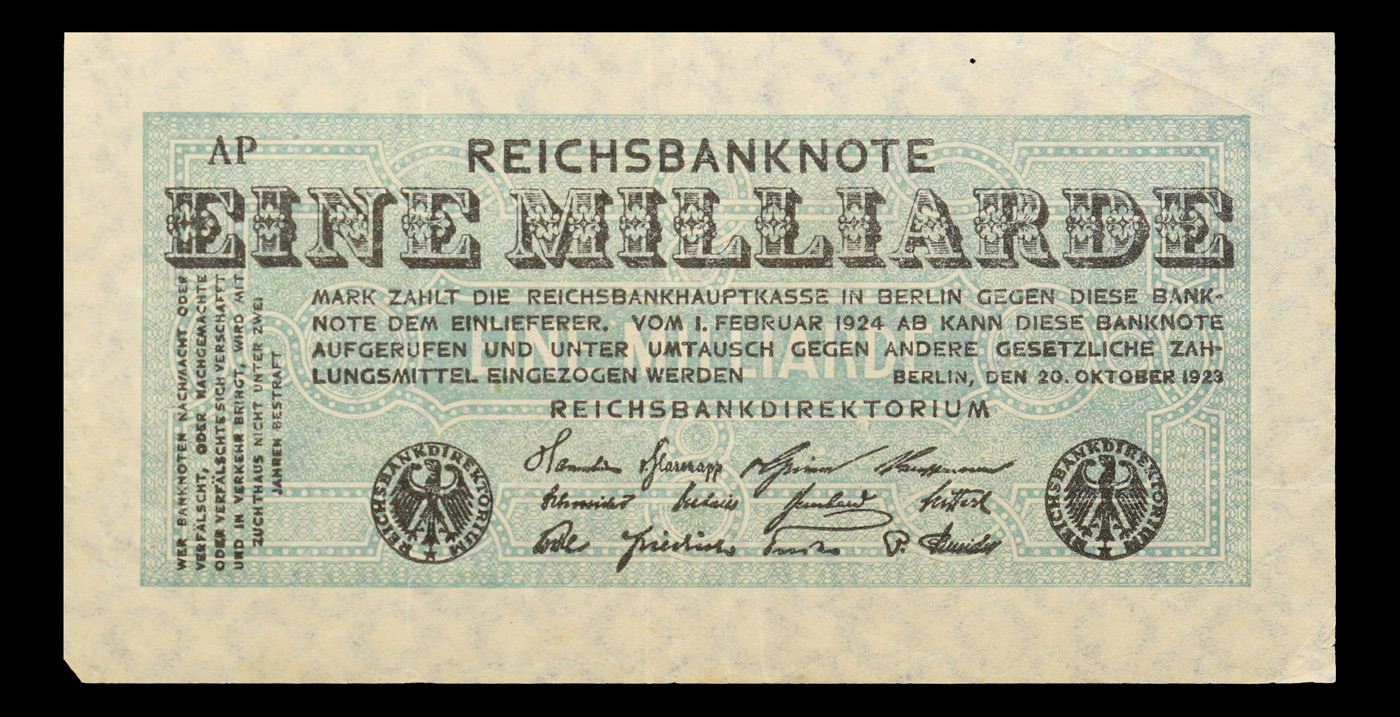 AP
REICHSBANKNOTE
EINE MILLIARDE
MARK ZAHLT DIE REICHSBANKHAUPTKASSE IN BERLIN GEGEN DIESE BANK-
NOTE DEM EINLIEFERER. VOM 1. FEBRUAR 1924 AB KANN DIESE BANKNOTE
AUFGERUFEN UND UNTER UMTAUSCH GEGEN ANDERE GESETZLICHE ZAH-
LUNGSMITTEL EINGEZOGEN WERDEN
BERLIN, DEN 20. OKTOBER 1923
REICHSBANKDIREKTORIUM
WER BANKNOTEN NACHMACHT ODER
VERFÄLSCHT, ODER NACHGEMACHTE
ODER VERFÄLSCHTE SICH VERSCHAFFT
UND IN VERKEHR BRINGT, WIRD MIT
ZUCHTHAUS NICHT UNTER ZWEI
JAHREN BESTRAFT
REICHSBANKDIREKTORIUM
Schneider
Friedrich
P. Schneider
REICHSBANKDIREKTORIUM